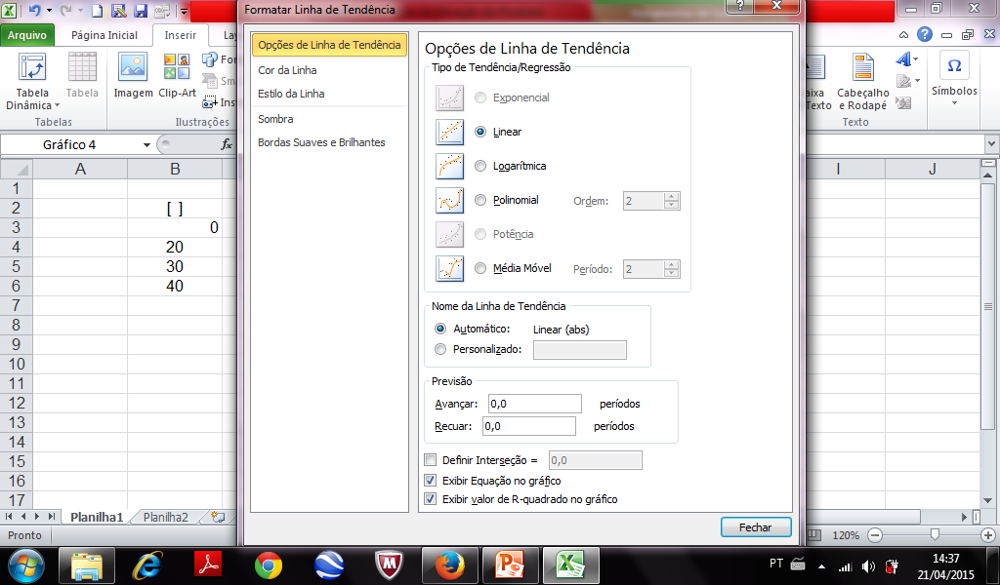 Formatar Linha de Tendência
Arquivo Página Inicial Inserir
Tabela Dinâmica
Tabela
Imagem
Clip-Art
Tabelas
Ilustrações
Cabeçalho e Rodapé
Texto
Símbolos
Gráfico 4
fx
A B I J
1
2 [ ]
3 0
4 20
5 30
6 40
7
8
9
10
11
12
13
14
15
16
17
Opções de Linha de Tendência
Cor da Linha
Estilo da Linha
Sombra
Bordas Suaves e Brilhantes
Opções de Linha de Tendência
Tipo de Tendência/Regressão
Exponencial
Linear
Logarítmica
Polinomial Ordem: 2
Potência
Média Móvel Período: 2
Nome da Linha de Tendência
Automático: Linear (abs)
Personalizado:
Previsão
Avançar: 0,0 períodos
Recuar: 0,0 períodos
Definir Interseção = 0,0
Exibir Equação no gráfico
Exibir valor de R-quadrado no gráfico
Fechar
Planilha1 Planilha2
Pronto
120%
PT
14:37
21/04/2015